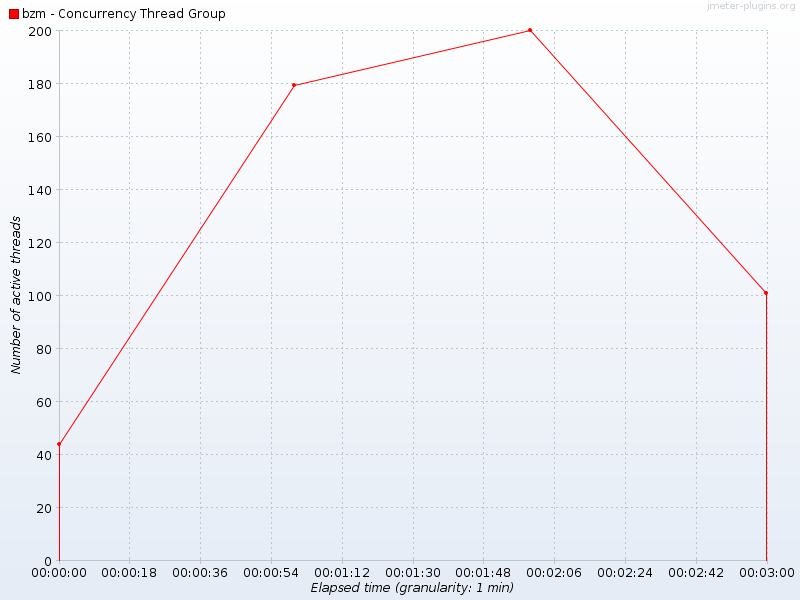 jmeter-plugins.org
bzm - Concurrency Thread Group
200
180
160
140
120
100
80
60
40
20
0
Number of active threads
00:00:00 00:00:18 00:00:36 00:00:54 00:01:12 00:01:30 00:01:48 00:02:06 00:02:24 00:02:42 00:03:00
Elapsed time (granularity: 1 min)